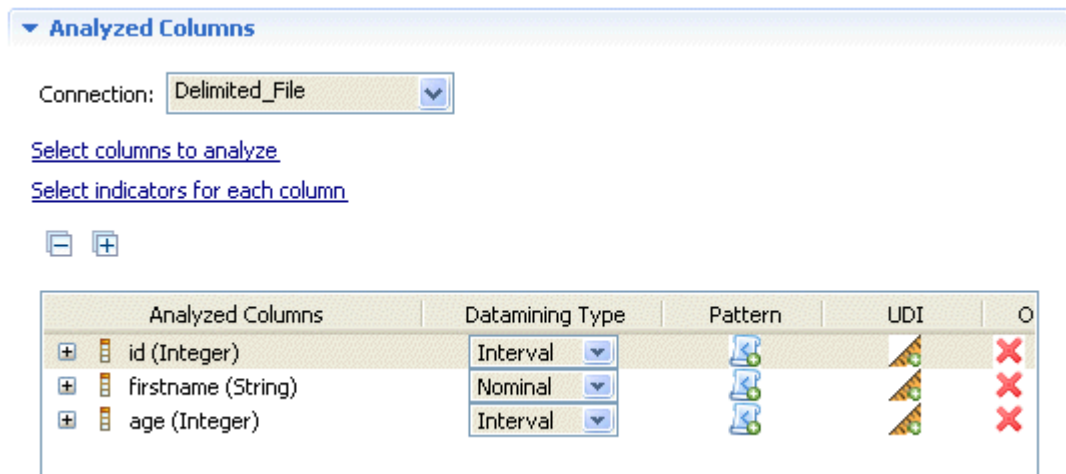 Analyzed Columns
Connection: Delimited_File
Select columns to analyze
Select indicators for each column
Analyzed Columns Datamining Type Pattern UDI O
id (Integer) Interval
firstname (String) Nominal
age (Integer) Interval